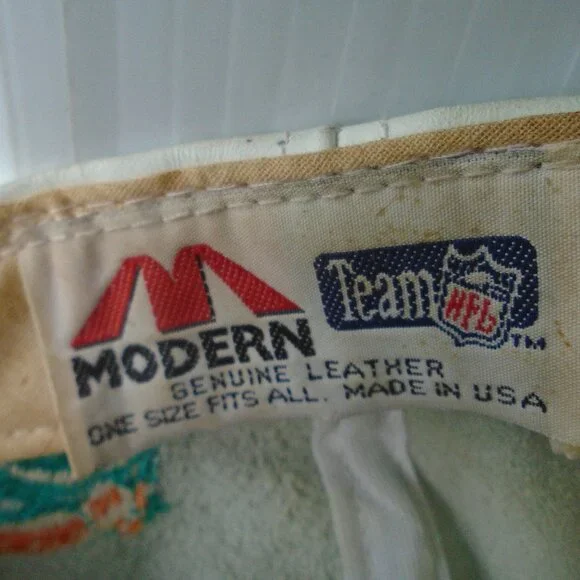 MODERN
Team NFL TM
GENUINE LEATHER
ONE SIZE FITS ALL. MADE IN USA